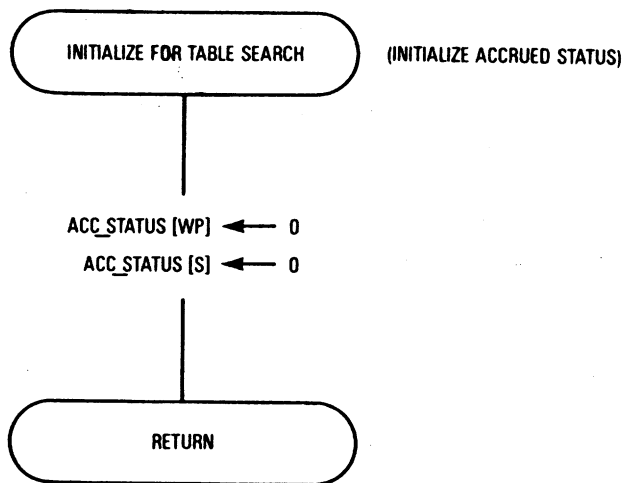 INITIALIZE FOR TABLE SEARCH (INITIALIZE ACCRUED STATUS)
ACC_STATUS [WP] ← 0
ACC_STATUS [S] ← 0
RETURN